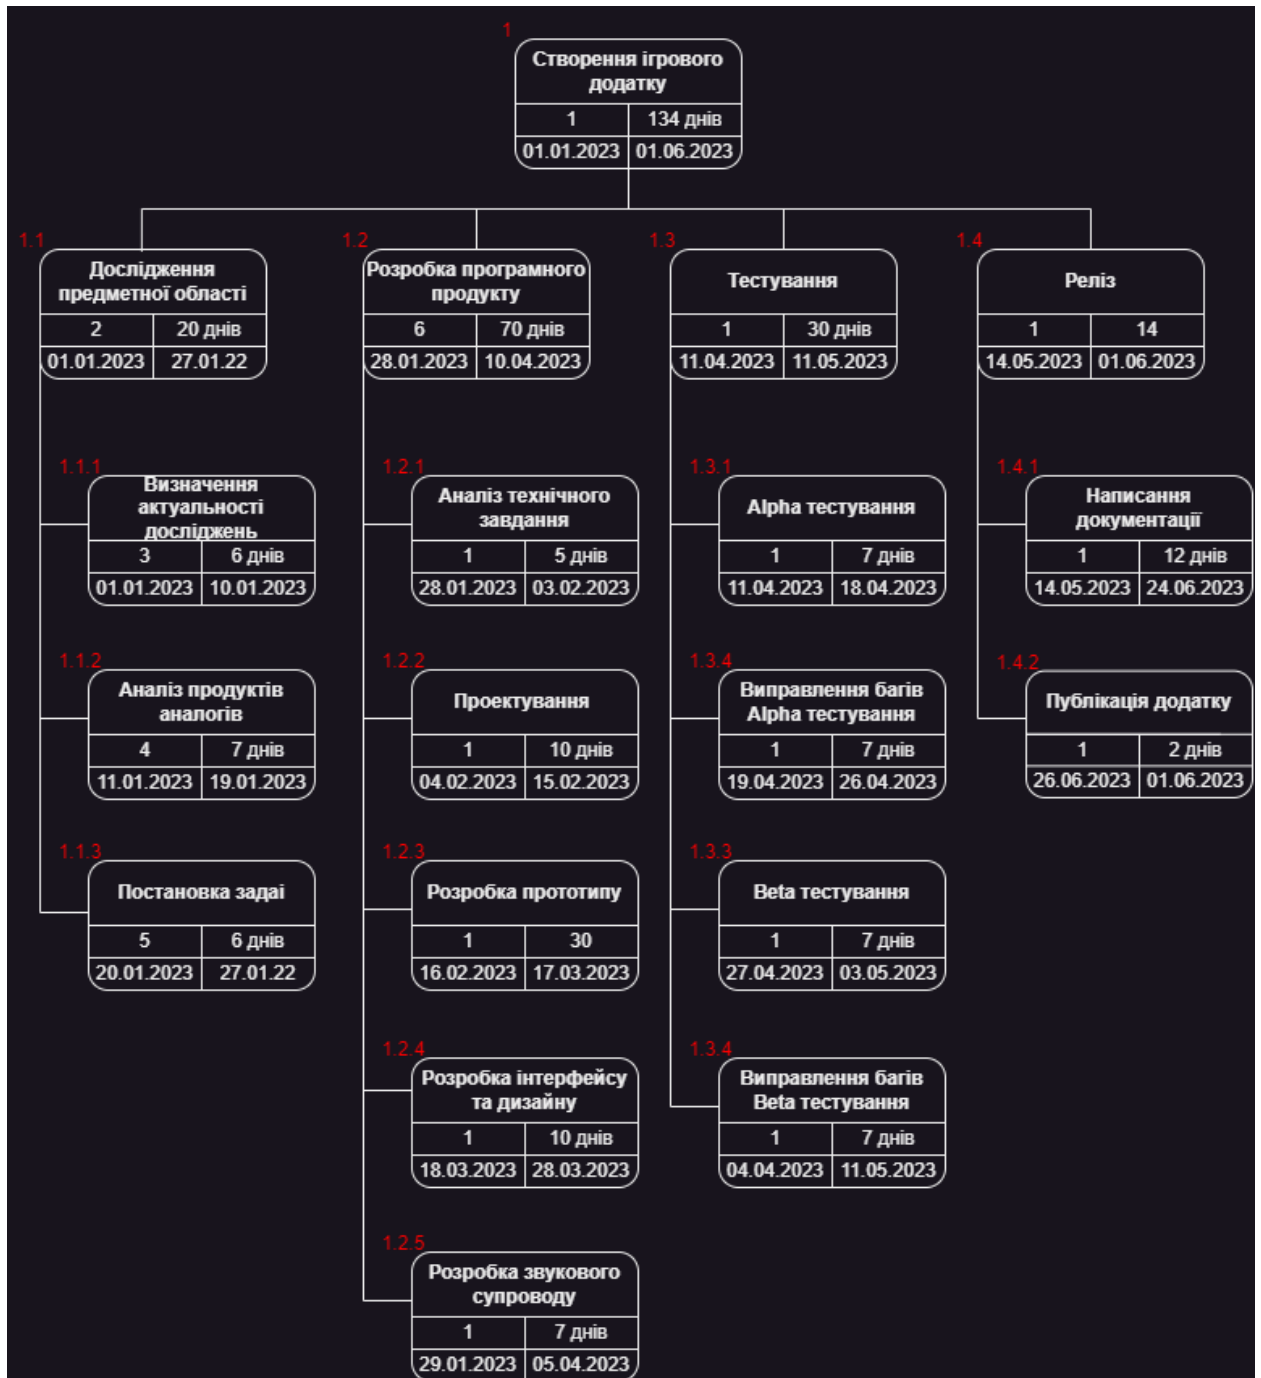 1
Створення ігрового
додатку
1 134 днів
01.01.2023 01.06.2023
1.1
Дослідження
предметної області
2 20 днів
01.01.2023 27.01.22
1.1.1
Визначення
актуальності
досліджень
3 6 днів
01.01.2023 10.01.2023
1.1.2
Аналіз продуктів
аналогів
4 7 днів
11.01.2023 19.01.2023
1.1.3
Постановка задаі
5 6 днів
20.01.2023 27.01.22
1.2
Розробка програмного
продукту
6 70 днів
28.01.2023 10.04.2023
1.2.1
Аналіз технічного
завдання
1 5 днів
28.01.2023 03.02.2023
1.2.2
Проектування
1 10 днів
04.02.2023 15.02.2023
1.2.3
Розробка прототипу
1 30
16.02.2023 17.03.2023
1.2.4
Розробка інтерфейсу
та дизайну
1 10 днів
18.03.2023 28.03.2023
1.2.5
Розробка звукового
супроводу
1 7 днів
29.01.2023 05.04.2023
1.3
Тестування
1 30 днів
11.04.2023 11.05.2023
1.3.1
Alpha тестування
1 7 днів
11.04.2023 18.04.2023
1.3.4
Виправлення багів
Alpha тестування
1 7 днів
19.04.2023 26.04.2023
1.3.3
Beta тестування
1 7 днів
27.04.2023 03.05.2023
1.3.4
Виправлення багів
Beta тестування
1 7 днів
04.04.2023 11.05.2023
1.4
Реліз
1 14
14.05.2023 01.06.2023
1.4.1
Написання
документації
1 12 днів
14.05.2023 24.06.2023
1.4.2
Публікація додатку
1 2 днів
26.06.2023 01.06.2023